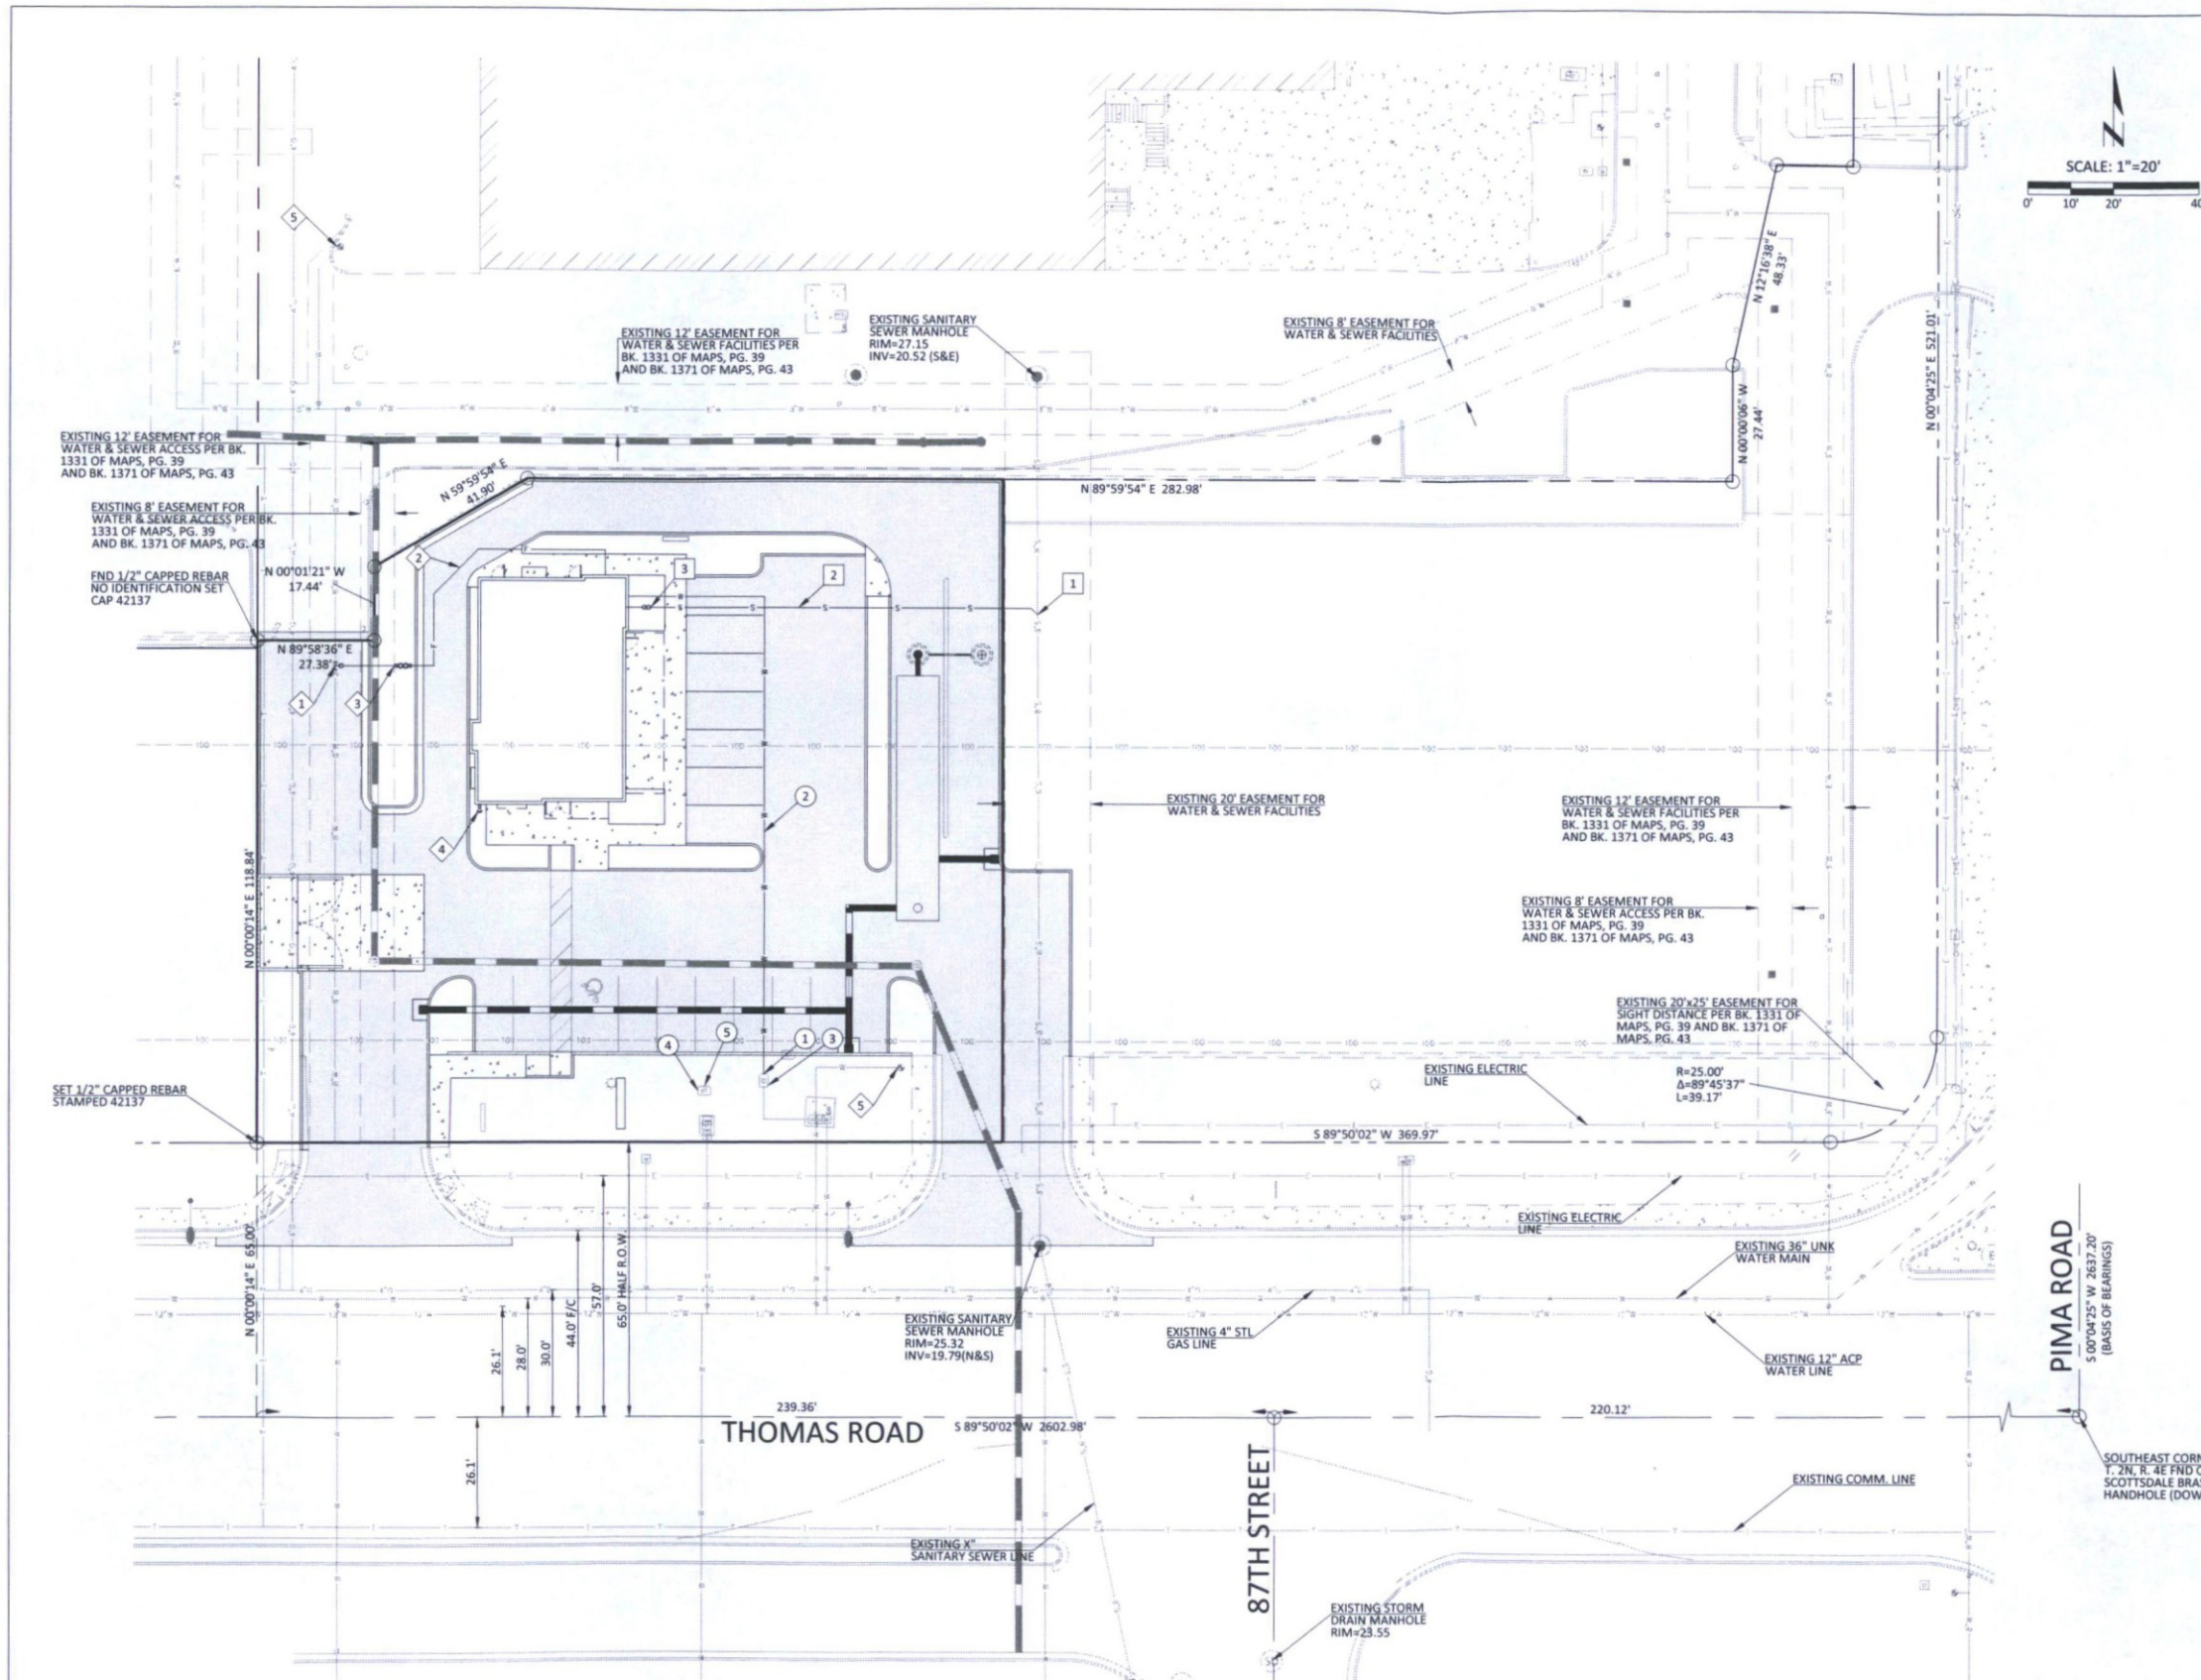 SCALE: 1"=20'
0' 10' 20'
5
EXISTING 12' EASEMENT FOR
WATER & SEWER FACILITIES PER
BK. 1331 OF MAPS, PG. 39
AND BK. 1371 OF MAPS, PG. 43
EXISTING SANITARY
SEWER MANHOLE
RIM=27.15
INV=20.52 (S&E)
EXISTING 8' EASEMENT FOR
WATER & SEWER FACILITIES
N 12°16'38" E
48.33'
N 00°04'25" E 521.01'
N 00°00'06" W
27.44'
EXISTING 12' EASEMENT FOR
WATER & SEWER ACCESS PER BK.
1331 OF MAPS, PG. 39
AND BK. 1371 OF MAPS, PG. 43
N 59°59'54" E
41.90'
N 89°59'54" E 282.98'
EXISTING 8' EASEMENT FOR
WATER & SEWER ACCESS PER BK.
1331 OF MAPS, PG. 39
AND BK. 1371 OF MAPS, PG. 43
2
3
2
1
FND 1/2" CAPPED REBAR
NO IDENTIFICATION SET
CAP 42137
N 00°01'21" W
17.44'
N 89°58'36" E
27.38'
1
3
2
4
EXISTING 20' EASEMENT FOR
WATER & SEWER FACILITIES
EXISTING 12' EASEMENT FOR
WATER & SEWER FACILITIES PER
BK. 1331 OF MAPS, PG. 39
AND BK. 1371 OF MAPS, PG. 43
N 00°00'14" E 118.84'
EXISTING 8' EASEMENT FOR
WATER & SEWER ACCESS PER BK.
1331 OF MAPS, PG. 39
AND BK. 1371 OF MAPS, PG. 43
EXISTING 20'x25' EASEMENT FOR
SIGHT DISTANCE PER BK. 1331 OF
MAPS, PG. 39 AND BK. 1371 OF
MAPS, PG. 43
4
5
1
3
5
SET 1/2" CAPPED REBAR
STAMPED 42137
EXISTING ELECTRIC
LINE
R=25.00'
Δ=89°45'37"
L=39.17'
S 89°50'02" W 369.97'
EXISTING ELECTRIC
LINE
EXISTING 36" UNK
WATER MAIN
N 00°00'14" E 65.00'
26.1'
28.0'
30.0'
44.0' F/C
57.0'
65.0' HALF R.O.W.
EXISTING SANITARY
SEWER MANHOLE
RIM=25.32
INV=19.79(N&S)
EXISTING 4" STL
GAS LINE
EXISTING 12" ACP
WATER LINE
PIMA ROAD
S 00°04'25" W 2637.20'
(BASIS OF BEARINGS)
239.36'
THOMAS ROAD
S 89°50'02" W 2602.98'
220.12'
26.1'
87TH STREET
EXISTING COMM. LINE
SOUTHEAST
T. 2N, R. 4E FND
SCOTTSDALE
HANDHOLE
EXISTING X"
SANITARY SEWER LINE
EXISTING STORM
DRAIN MANHOLE
RIM=23.55